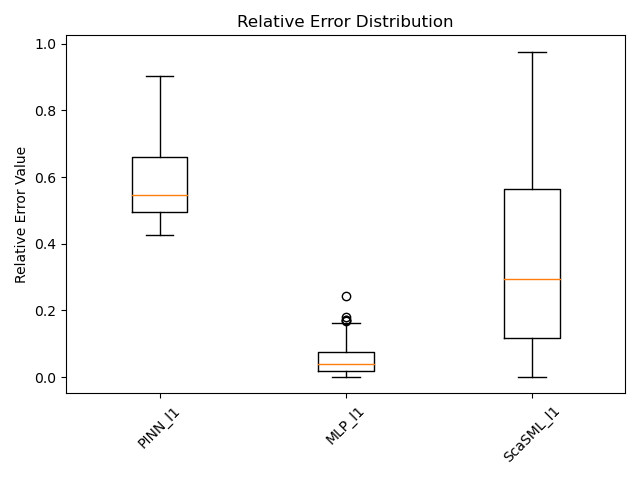 Relative Error Distribution
Relative Error Value
1.0
0.8
0.6
0.4
0.2
0.0
PINN_l1
MLP_l1
ScaSML_l1